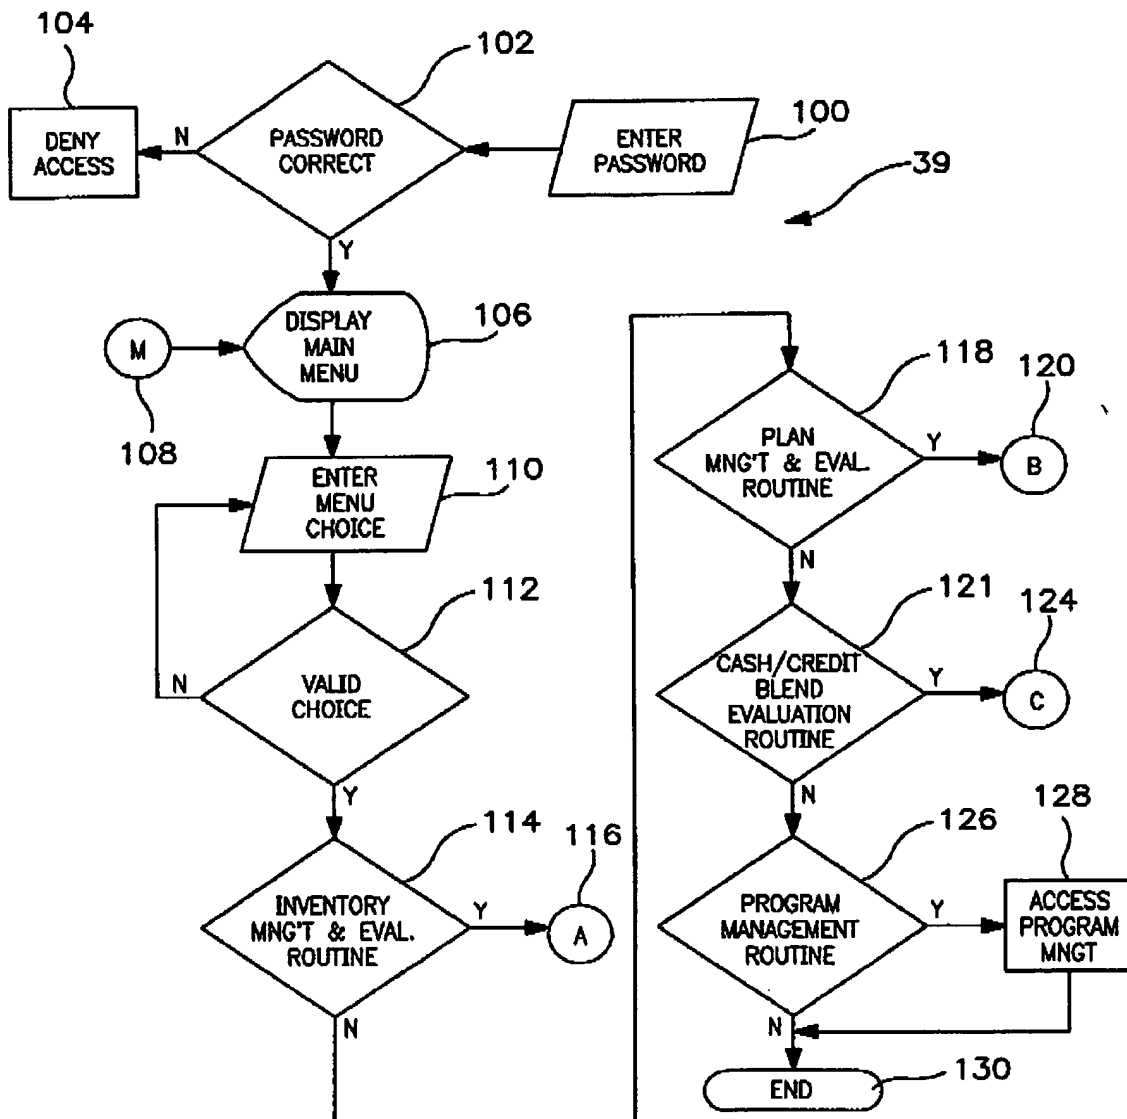 104
102
100
DENY
ACCESS
N
PASSWORD
CORRECT
ENTER
PASSWORD
39
Y
M
108
DISPLAY
MAIN
MENU
106
ENTER
MENU
CHOICE
110
112
N
VALID
CHOICE
Y
114
INVENTORY
MNG'T & EVAL.
ROUTINE
Y
116
A
N
118
PLAN
MNG'T & EVAL.
ROUTINE
Y
120
B
N
121
CASH/CREDIT
BLEND
EVALUATION
ROUTINE
Y
124
C
N
126
PROGRAM
MANAGEMENT
ROUTINE
Y
128
ACCESS
PROGRAM
MNGT
N
END
130